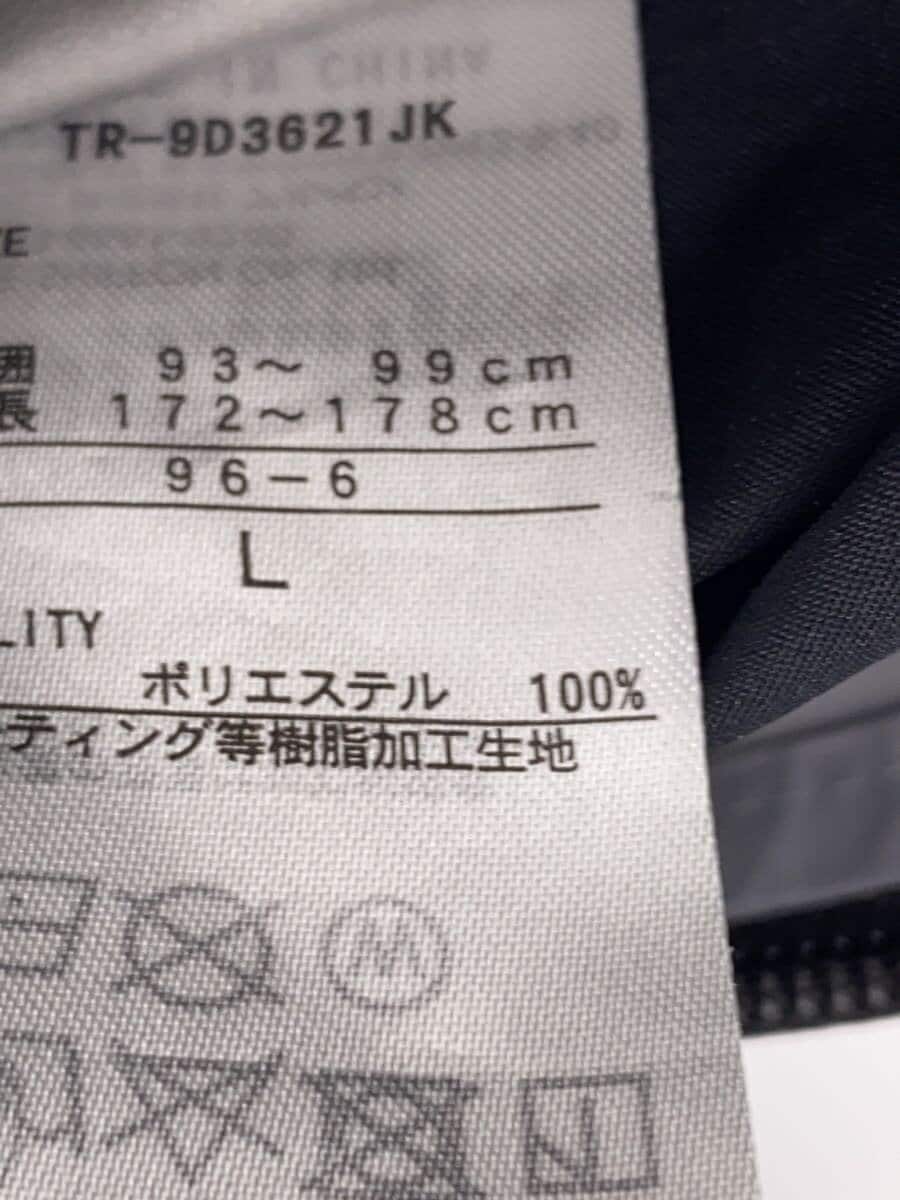 TR-9D3621JK
E
囲 93～ 99cm
長 172～178cm
96-6
L
LITY
ポリエステル 100%
ティング等樹脂加工生地
W